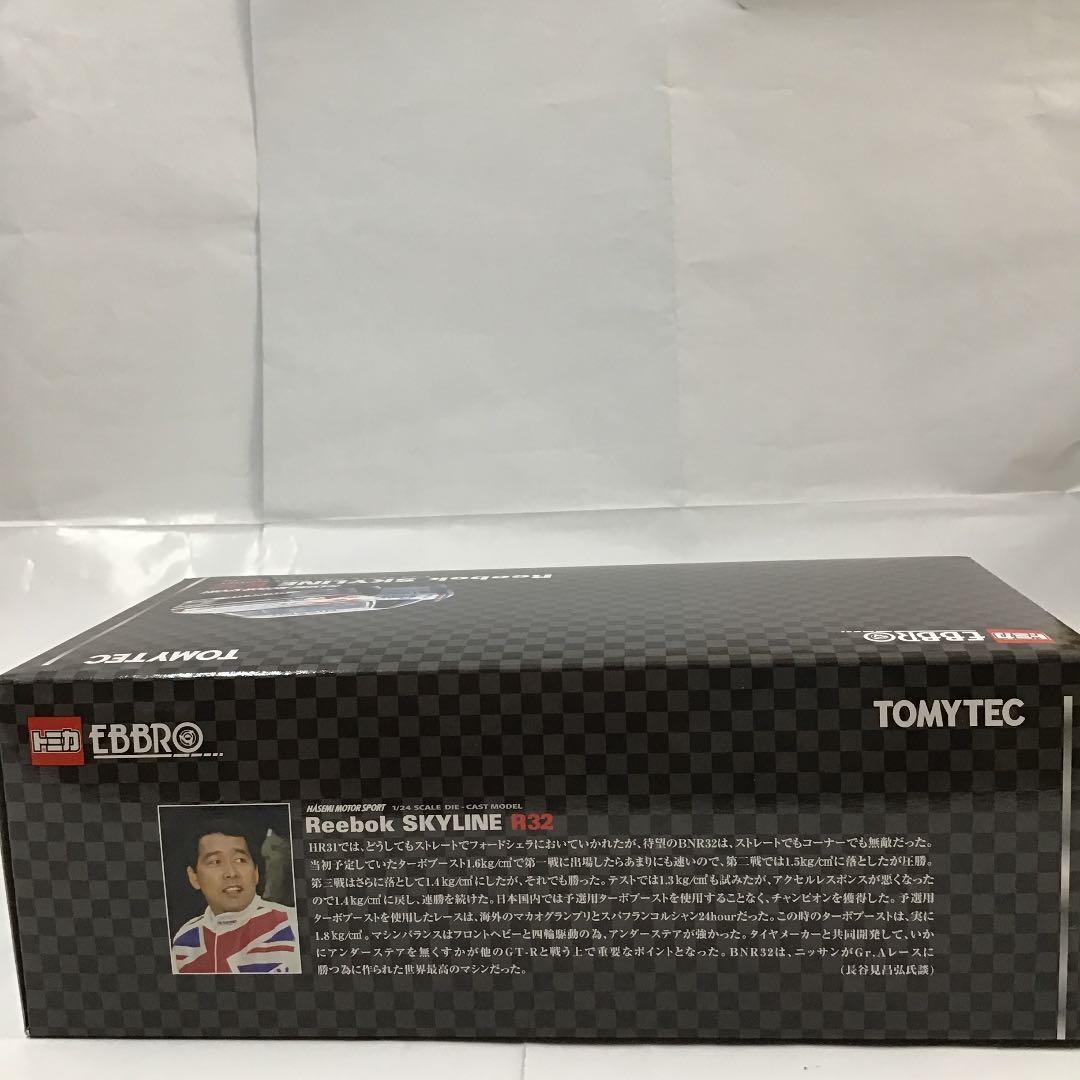 Reebok SKYLINE
TOMYTEC
トミカ EBBRO
TOMYTEC
トミカ EBBRO
HASEMI MOTOR SPORT 1/24 SCALE DIE-CAST MODEL
Reebok SKYLINE R32
HR31では、どうしてもストレートでフォードシェラにおいていかれたが、待望のBNR32は、ストレートでもコーナーでも無敵だった。
当初予定していたターボブースト1.6kg/c㎡で第一戦に出場したらあまりにも速いので、第二戦では1.5kg/c㎡に落としたが圧勝。
第三戦はさらに落として1.4kg/c㎡にしたが、それでも勝った。テストでは1.3kg/c㎡も試みたが、アクセルレスポンスが悪くなった
ので1.4kg/c㎡に戻し、連勝を続けた。日本国内では予選用ターボブーストを使用することなく、チャンピオンを獲得した。予選用
ターボブーストを使用したレースは、海外のマカオグランプリとスパフランコルシャン24hourだった。この時のターボブーストは、実に
1.8kg/c㎡。マシンバランスはフロントヘビーと四輪駆動の為、アンダーステアが強かった。タイヤメーカーと共同開発して、いか
にアンダーステアを無くすかが他のGT-Rと戦う上で重要なポイントとなった。BNR32は、ニッサンがGr.Aレースに
勝つ為に作られた世界最高のマシンだった。 (長谷見昌弘氏談)